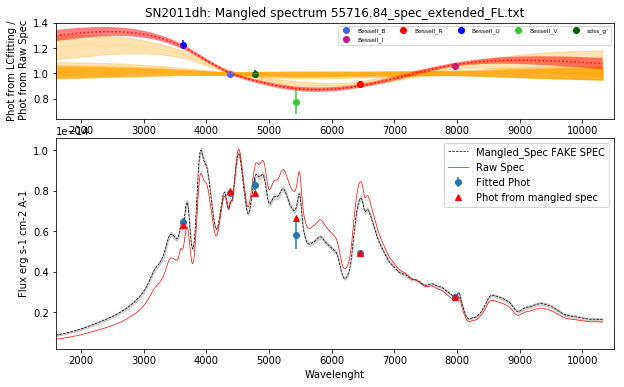 SN2011dh: Mangled spectrum 55716.84_spec_extended_FL.txt
Phot from LCfitting /
Phot from Raw Spec
1.4
1.2
1.0
0.8
Bessell_B
Bessell_I
Bessell_R
Bessell_U
Bessell_V
sdss_g'
2000 3000 4000 5000 6000 7000 8000 9000 10000
1e-14
Flux erg s-1 cm-2 A-1
1.0
0.8
0.6
0.4
0.2
Mangled_Spec FAKE SPEC
Raw Spec
Fitted Phot
Phot from mangled spec
2000 3000 4000 5000 6000 7000 8000 9000 10000
Wavelenght